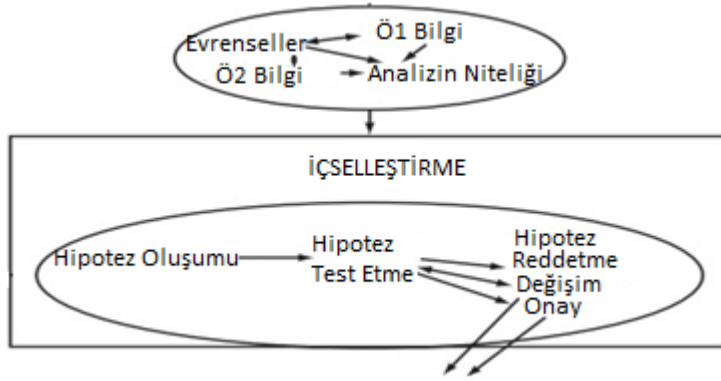 Evrenseller
Ö1 Bilgi
Ö2 Bilgi
Analizin Niteliği
İÇSELLEŞTİRME
Hipotez Oluşumu
Hipotez
Test Etme
Hipotez
Reddetme
Değişim
Onay